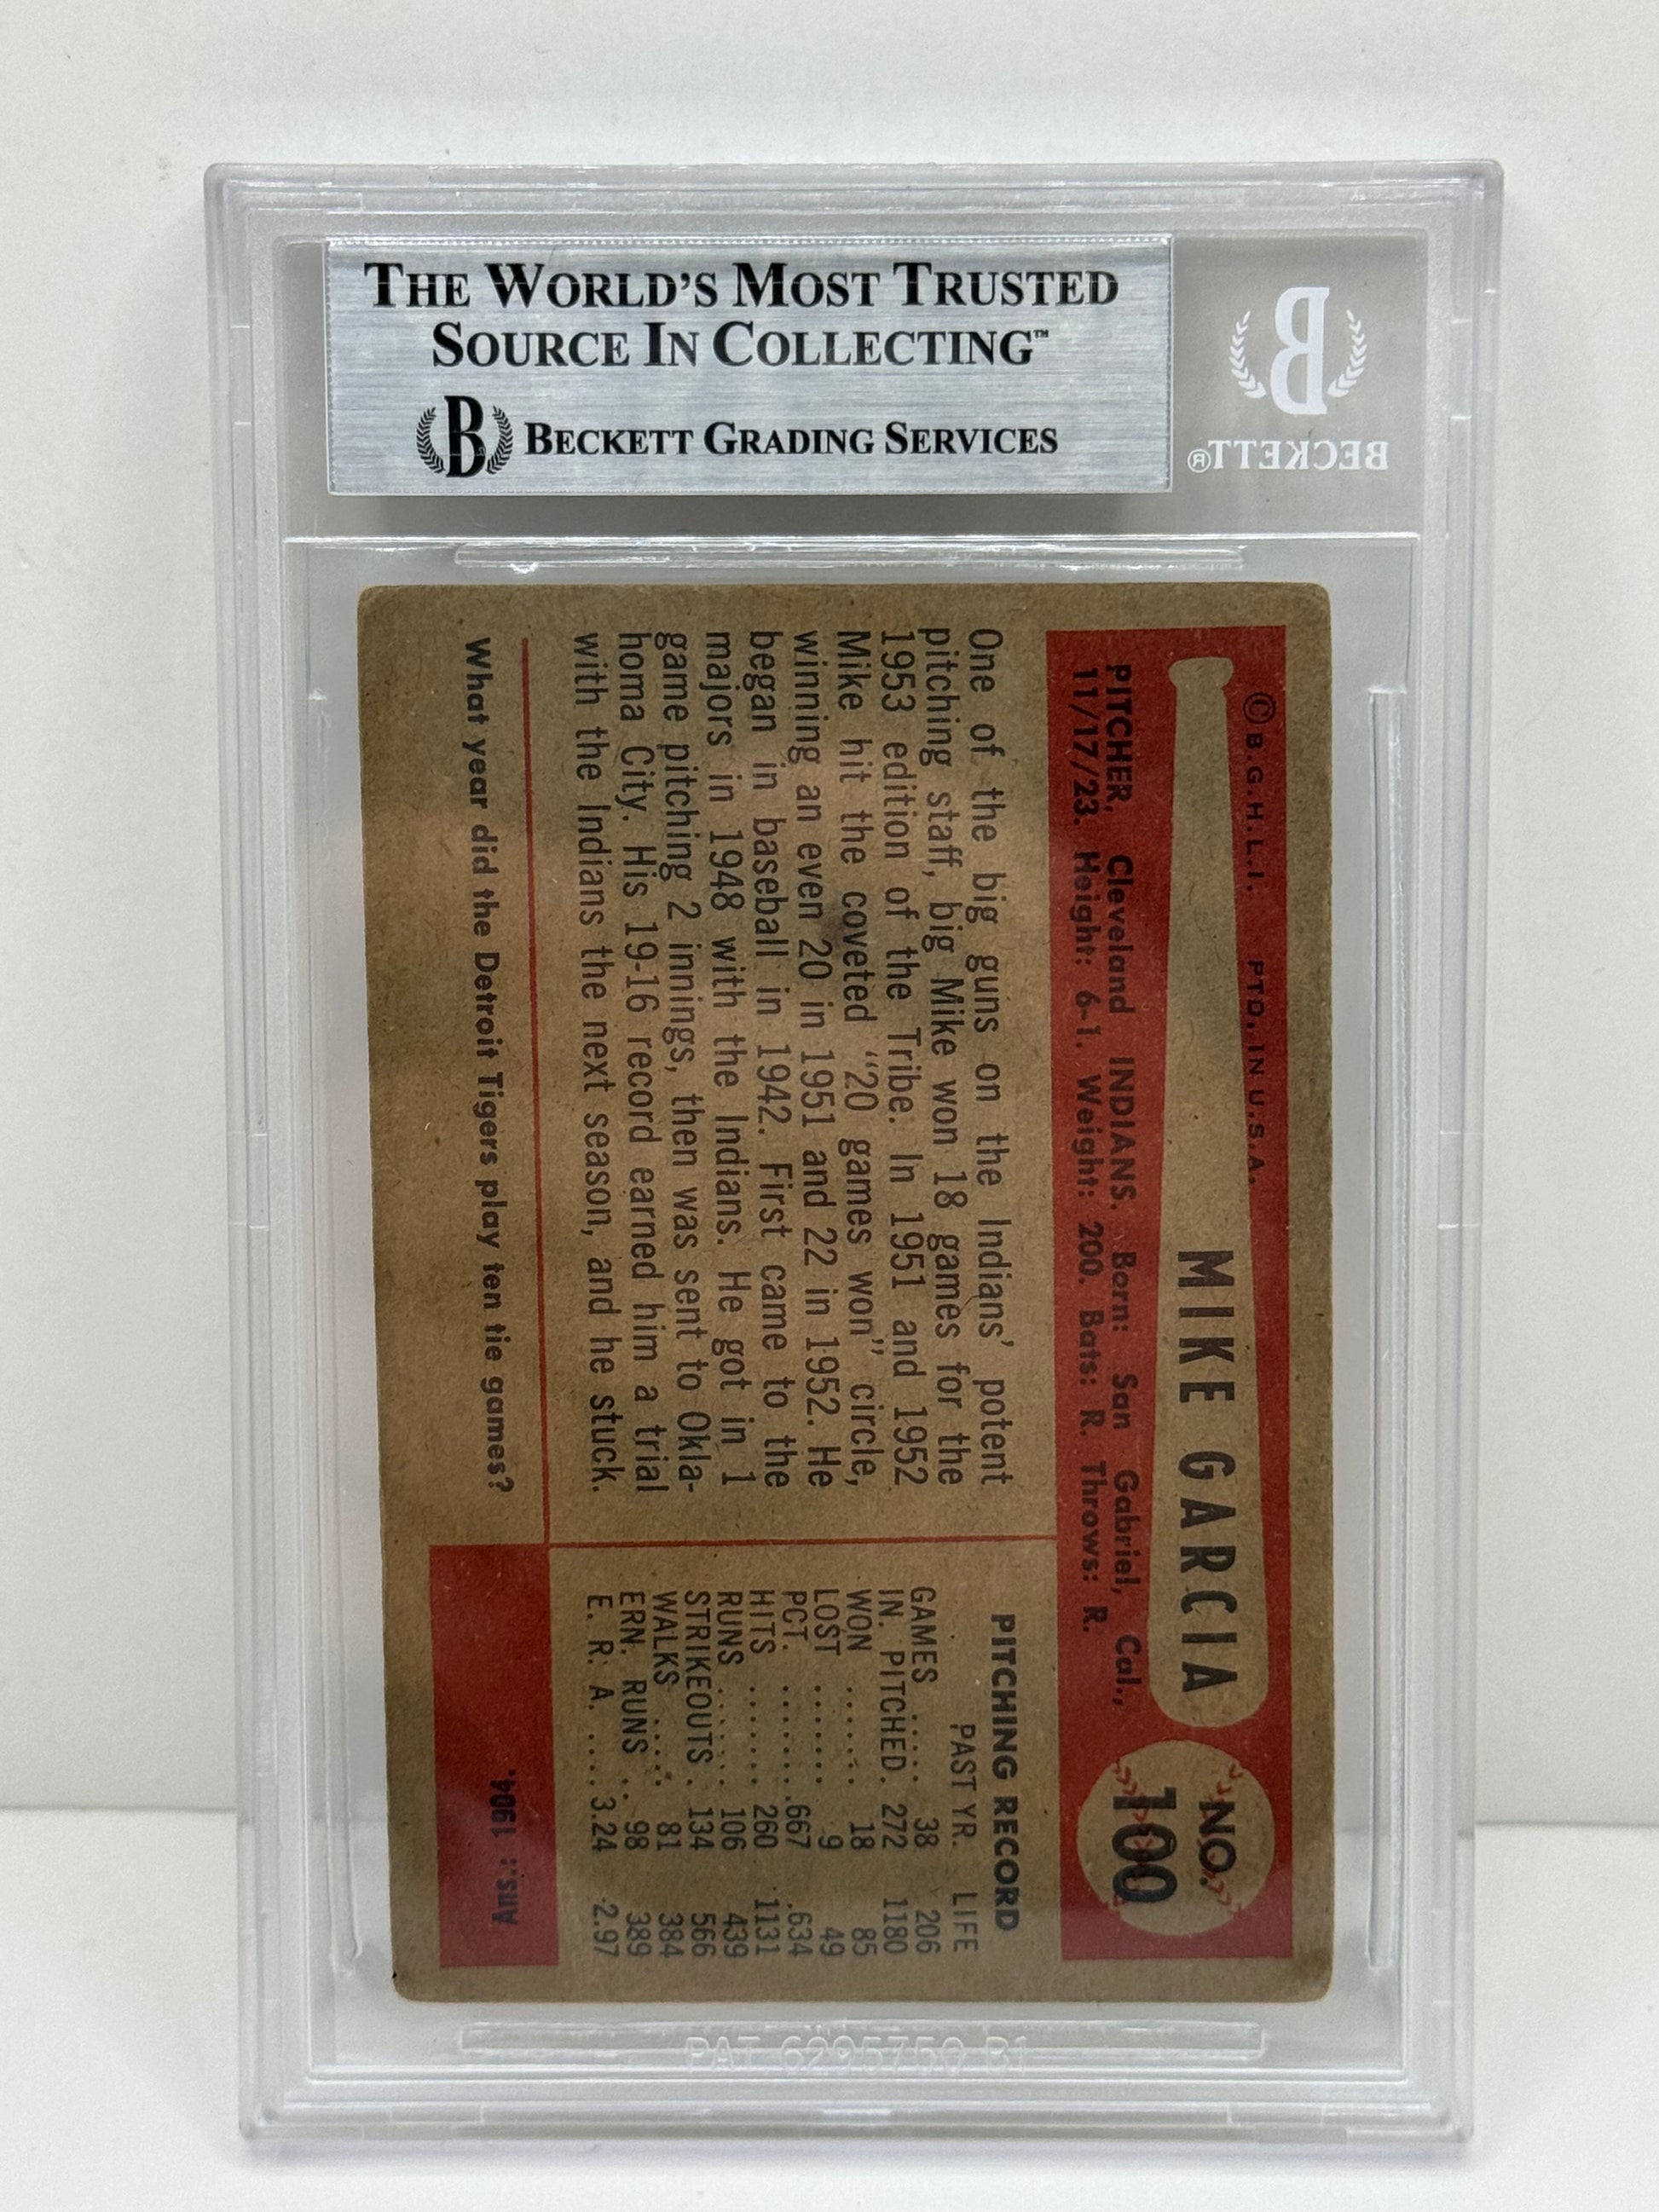 THE WORLD'S MOST TRUSTED
SOURCE IN COLLECTING™
B BECKETT GRADING SERVICES
B
BECKETT®
© B.G.H.L.I. PTD. IN U.S.A.
MIKE GARCIA
NO.
100
PITCHER, Cleveland INDIANS. Born: San Gabriel, Cal.,
11/17/23. Height: 6-1. Weight: 200. Bats: R. Throws: R.
One of the big guns on the Indians' potent
pitching staff, big Mike won 18 games for the
1953 edition of the Tribe. In 1951 and 1952
Mike hit the coveted "20 games won" circle,
winning an even 20 in 1951 and 22 in 1952. He
began in baseball in 1942. First came to the
majors in 1948 with the Indians. He got in 1
game pitching 2 innings, then was sent to Okla-
homa City. His 19-16 record earned him a trial
with the Indians the next season, and he stuck.
PITCHING RECORD
PAST YR. LIFE
GAMES ..... 38 206
IN. PITCHED. 272 1180
WON ...... 18 85
LOST ....... 9 49
PCT. ........ .667 .634
HITS ....... 260 1131
RUNS ...... 106 439
STRIKEOUTS . 134 566
WALKS ..... 81 384
ERN. RUNS .. 98 389
E. R. A. .... 3.24 2.97
What year did the Detroit Tigers play ten tie games?
Ans.: 1904.
PAT 6295750 B1